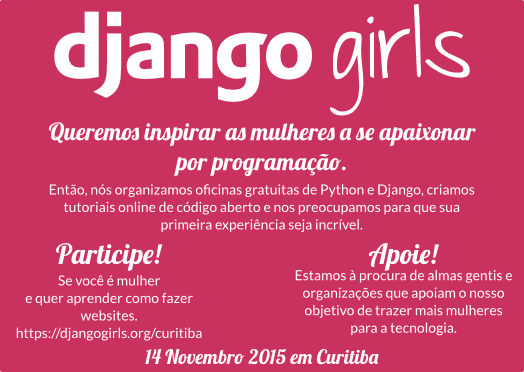 django girls
Queremos inspirar as mulheres a se apaixonar
por programação.
Então, nós organizamos oficinas gratuitas de Python e Django, criamos
tutoriais online de código aberto e nos preocupamos para que sua
primeira experiência seja incrível.
Participe!
Se você é mulher
e quer aprender como fazer
websites.
https://djangogirls.org/curitiba
Apoie!
Estamos à procura de almas gentis e
organizações que apoiam o nosso
objetivo de trazer mais mulheres
para a tecnologia.
14 Novembro 2015 em Curitiba